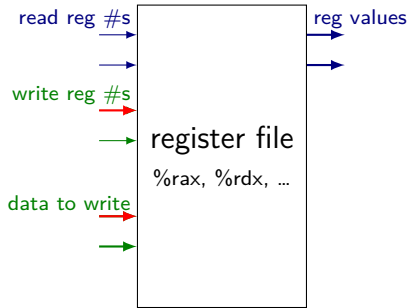 read reg #s
reg values
write reg #s
register file
%rax, %rdx, …
data to write